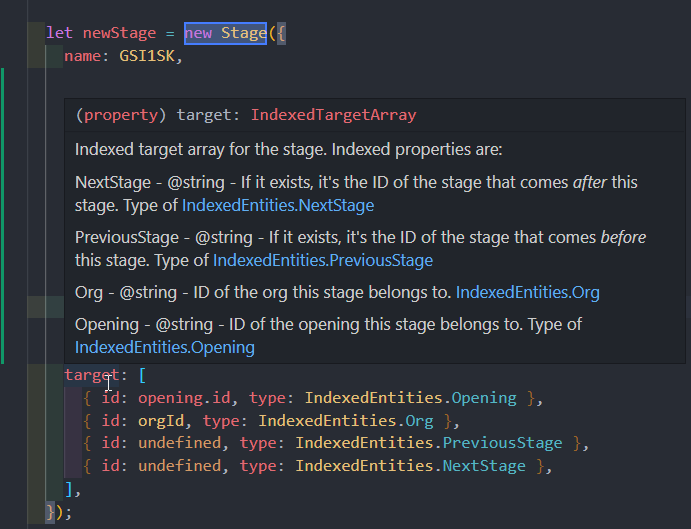 let newStage = new Stage({
name: GSI1SK,
(property) target: IndexedTargetArray
Indexed target array for the stage. Indexed properties are:
NextStage - @string - If it exists, it's the ID of the stage that comes after this
stage. Type of IndexedEntities.NextStage
PreviousStage - @string - If it exists, it's the ID of the stage that comes before
this stage. Type of IndexedEntities.PreviousStage
Org - @string - ID of the org this stage belongs to. IndexedEntities.Org
Opening - @string - ID of the opening this stage belongs to. Type of
IndexedEntities.Opening
target: [
{ id: opening.id, type: IndexedEntities.Opening },
{ id: orgId, type: IndexedEntities.Org },
{ id: undefined, type: IndexedEntities.PreviousStage },
{ id: undefined, type: IndexedEntities.NextStage },
],
});